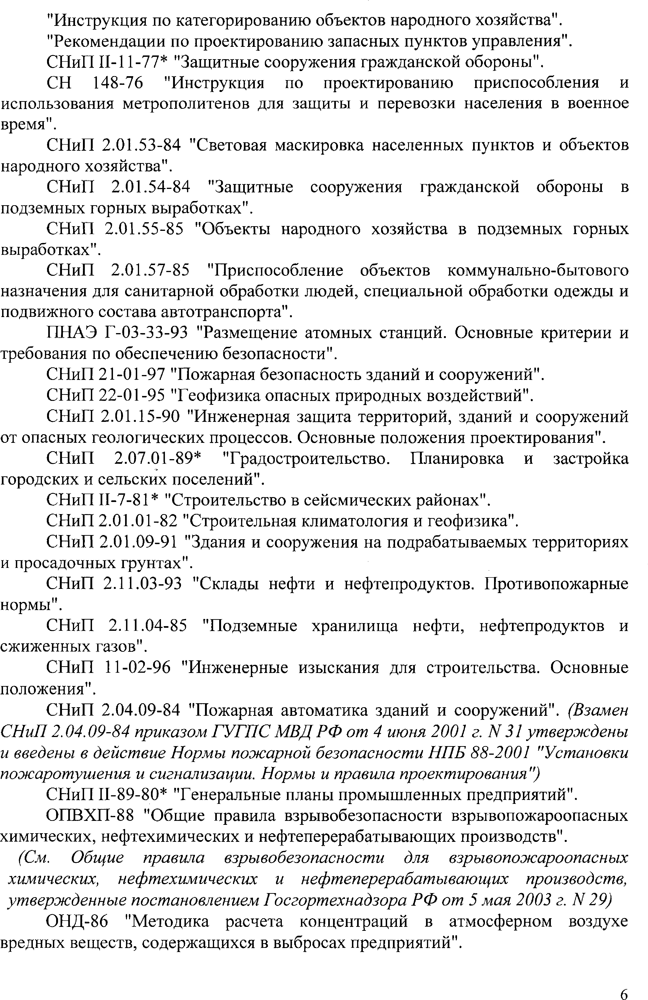 "Инструкция по категорированию объектов народного хозяйства".
"Рекомендации по проектированию запасных пунктов управления".
СНиП II-11-77* "Защитные сооружения гражданской обороны".
СН 148-76 "Инструкция по проектированию приспособления и
использования метрополитенов для защиты и перевозки населения в военное
время".
СНиП 2.01.53-84 "Световая маскировка населенных пунктов и объектов
народного хозяйства".
СНиП 2.01.54-84 "Защитные сооружения гражданской обороны в
подземных горных выработках".
СНиП 2.01.55-85 "Объекты народного хозяйства в подземных горных
выработках".
СНиП 2.01.57-85 "Приспособление объектов коммунально-бытового
назначения для санитарной обработки людей, специальной обработки одежды и
подвижного состава автотранспорта".
ПНАЭ Г-03-33-93 "Размещение атомных станций. Основные критерии и
требования по обеспечению безопасности".
СНиП 21-01-97 "Пожарная безопасность зданий и сооружений".
СНиП 22-01-95 "Геофизика опасных природных воздействий".
СНиП 2.01.15-90 "Инженерная защита территорий, зданий и сооружений
от опасных геологических процессов. Основные положения проектирования".
СНиП 2.07.01-89* "Градостроительство. Планировка и застройка
городских и сельских поселений".
СНиП II-7-81* "Строительство в сейсмических районах".
СНиП 2.01.01-82 "Строительная климатология и геофизика".
СНиП 2.01.09-91 "Здания и сооружения на подрабатываемых территориях
и просадочных грунтах".
СНиП 2.11.03-93 "Склады нефти и нефтепродуктов. Противопожарные
нормы".
СНиП 2.11.04-85 "Подземные хранилища нефти, нефтепродуктов и
сжиженных газов".
СНиП 11-02-96 "Инженерные изыскания для строительства. Основные
положения".
СНиП 2.04.09-84 "Пожарная автоматика зданий и сооружений". (Взамен
СНиП 2.04.09-84 приказом ГУГПС МВД РФ от 4 июня 2001 г. N 31 утверждены
и введены в действие Нормы пожарной безопасности НПБ 88-2001 "Установки
пожаротушения и сигнализации. Нормы и правила проектирования")
СНиП II-89-80* "Генеральные планы промышленных предприятий".
ОПВХП-88 "Общие правила взрывобезопасности взрывопожароопасных
химических, нефтехимических и нефтеперерабатывающих производств".
(См. Общие правила взрывобезопасности для взрывопожароопасных
химических, нефтехимических и нефтеперерабатывающих производств,
утвержденные постановлением Госгортехнадзора РФ от 5 мая 2003 г. N 29)
ОНД-86 "Методика расчета концентраций в атмосферном воздухе
вредных веществ, содержащихся в выбросах предприятий".
6